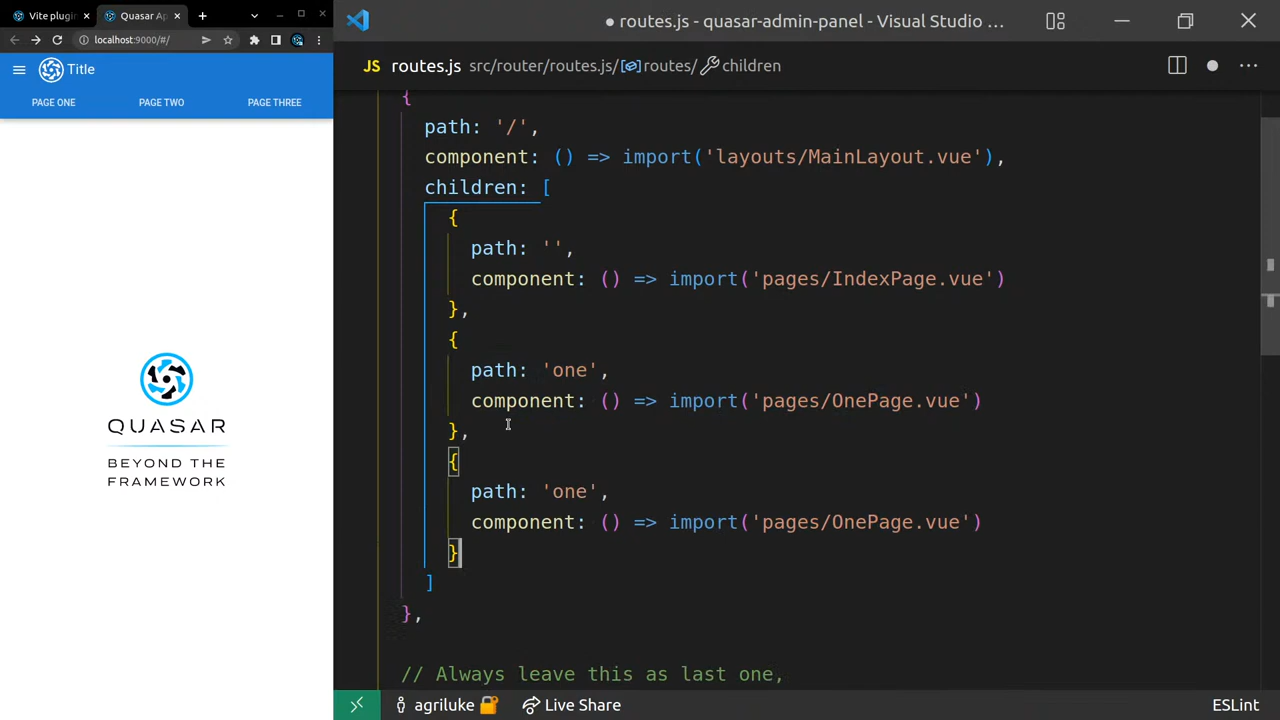 Vite plugin
Quasar Ap
localhost:9000/#/
Title
PAGE ONE PAGE TWO PAGE THREE
QUASAR
BEYOND THE
FRAMEWORK
● routes.js - quasar-admin-panel - Visual Studio ...
JS routes.js src/router/routes.js/ routes/ children
{
path: '/',
component: () => import('layouts/MainLayout.vue'),
children: [
{
path: '',
component: () => import('pages/IndexPage.vue')
},
{
path: 'one',
component: () => import('pages/OnePage.vue')
},
{
path: 'one',
component: () => import('pages/OnePage.vue')
}
]
},
// Always leave this as last one,
agriluke Live Share ESLint